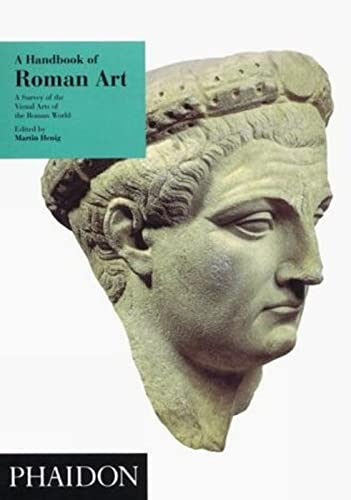 A Handbook of
Roman Art
A Survey of the
Visual Arts of
the Roman World
Edited by
Martin Henig
PHAIDON